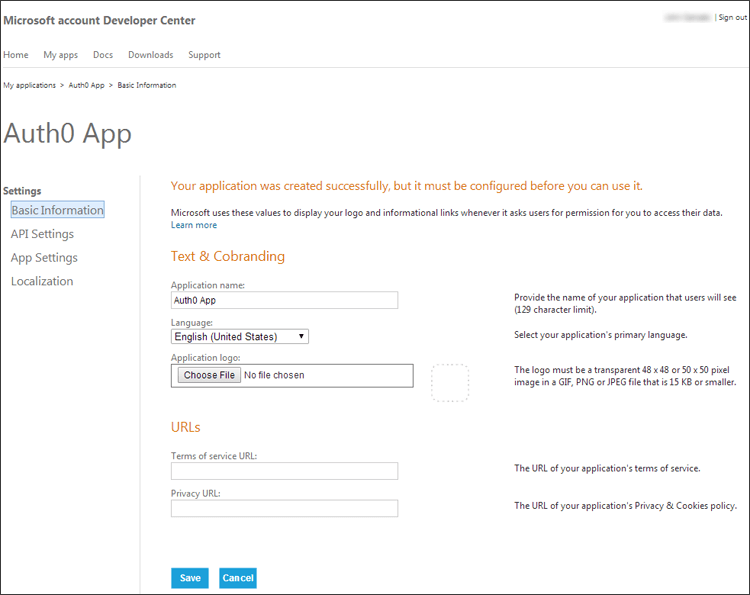 Microsoft account Developer Center
| Sign out
Home My apps Docs Downloads Support
My applications > Auth0 App > Basic Information
Auth0 App
Settings
Basic Information
API Settings
App Settings
Localization
Your application was created successfully, but it must be configured before you can use it.
Microsoft uses these values to display your logo and informational links whenever it asks users for permission for you to access their data.
Learn more
Text & Cobranding
Application name:
Auth0 App
Provide the name of your application that users will see
(129 character limit).
Language:
English (United States)
Select your application's primary language.
Application logo:
Choose File No file chosen
The logo must be a transparent 48 x 48 or 50 x 50 pixel
image in a GIF, PNG or JPEG file that is 15 KB or smaller.
URLs
Terms of service URL:
The URL of your application's terms of service.
Privacy URL:
The URL of your application's Privacy & Cookies policy.
Save Cancel